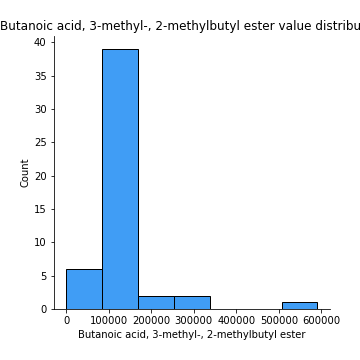 Butanoic acid, 3-methyl-, 2-methylbutyl ester value distribu
40
35
30
25
20
15
10
5
0
Count
0 100000 200000 300000 400000 500000 600000
Butanoic acid, 3-methyl-, 2-methylbutyl ester